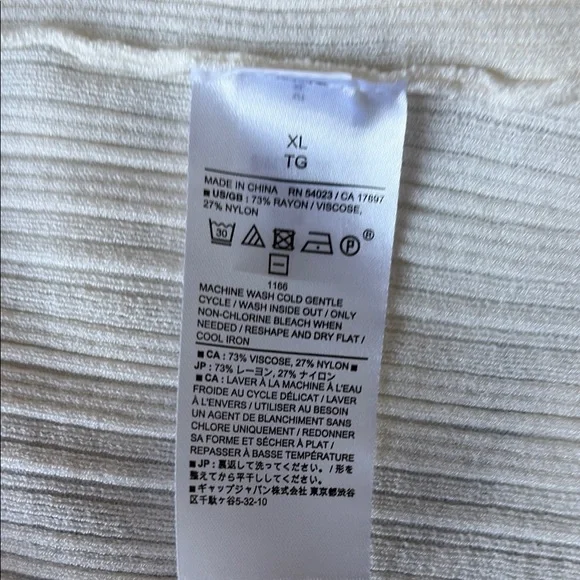 XL
TG
MADE IN CHINA RN 54023 / CA 17897
■ US/GB : 73% RAYON / VISCOSE,
27% NYLON
30 P ®
1166
MACHINE WASH COLD GENTLE
CYCLE / WASH INSIDE OUT / ONLY
NON-CHLORINE BLEACH WHEN
NEEDED / RESHAPE AND DRY FLAT /
COOL IRON
■ CA : 73% VISCOSE, 27% NYLON ■
JP : 73% レーヨン, 27% ナイロン
■ CA : LAVER À LA MACHINE À L'EAU
FROIDE AU CYCLE DÉLICAT / LAVER
À L'ENVERS / UTILISER AU BESOIN
UN AGENT DE BLANCHIMENT SANS
CHLORE UNIQUEMENT / REDONNER
SA FORME ET SÉCHER À PLAT /
REPASSER À BASSE TEMPÉRATURE
■ JP : 裏返して洗ってください。/ 形を
整えてから平干ししてください。
■ ギャップジャパン株式会社 東京都渋谷
区千駄ヶ谷5-32-10